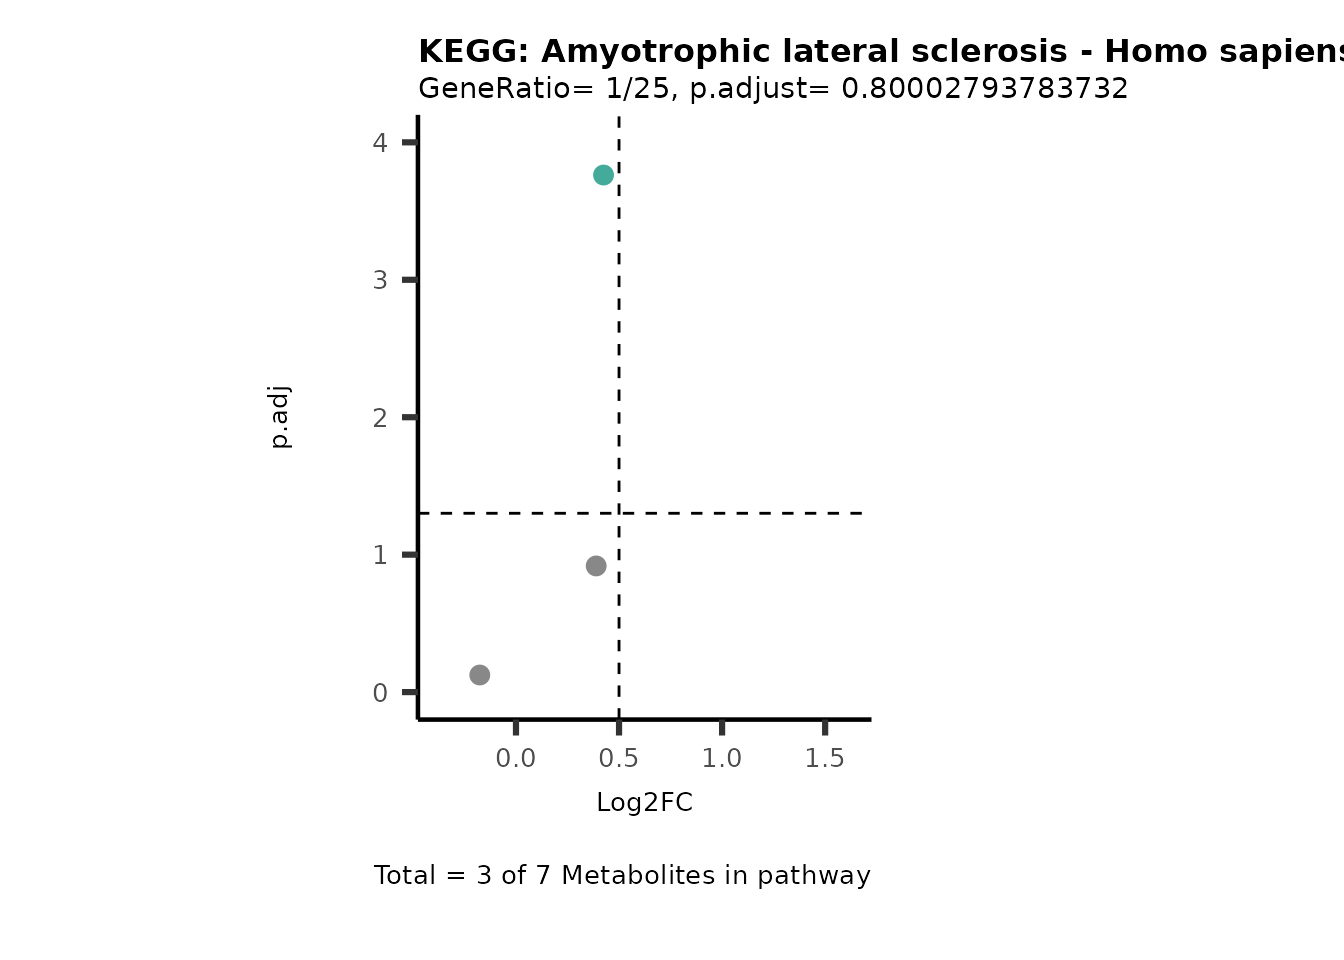 KEGG: Amyotrophic lateral sclerosis - Homo sapiens
GeneRatio= 1/25, p.adjust= 0.80002793783732
4
3
2
1
0
p.adj
0.0 0.5 1.0 1.5
Log2FC
Total = 3 of 7 Metabolites in pathway